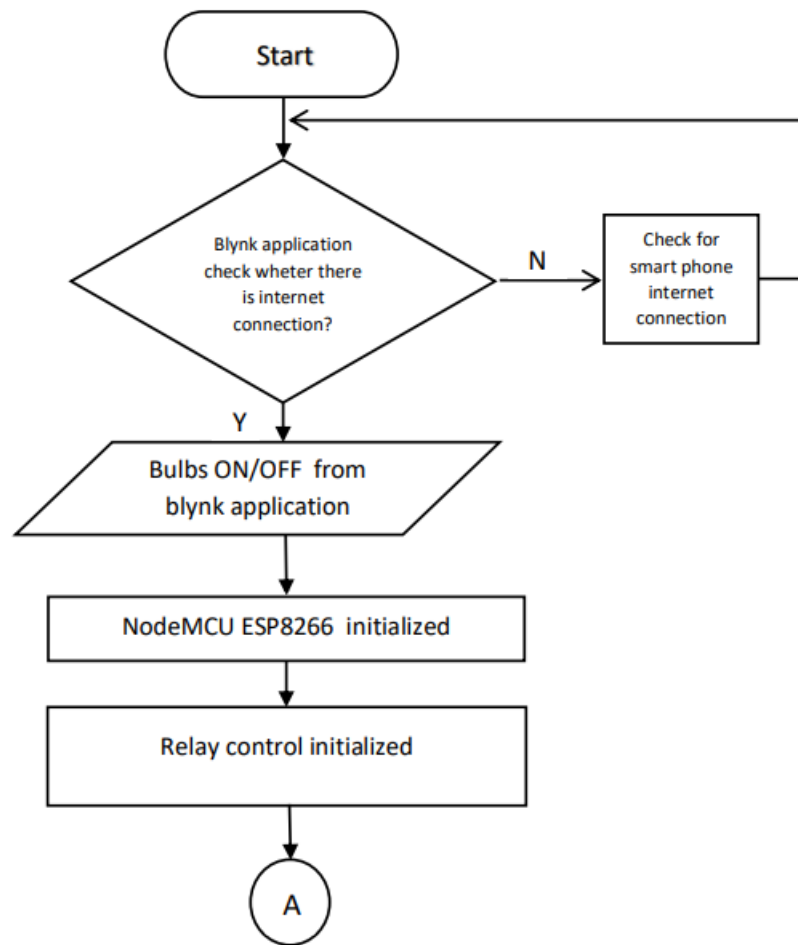 Start
Blynk application
check wheter there
is internet
connection?
N
Check for
smart phone
internet
connection
Y
Bulbs ON/OFF from
blynk application
NodeMCU ESP8266 initialized
Relay control initialized
A